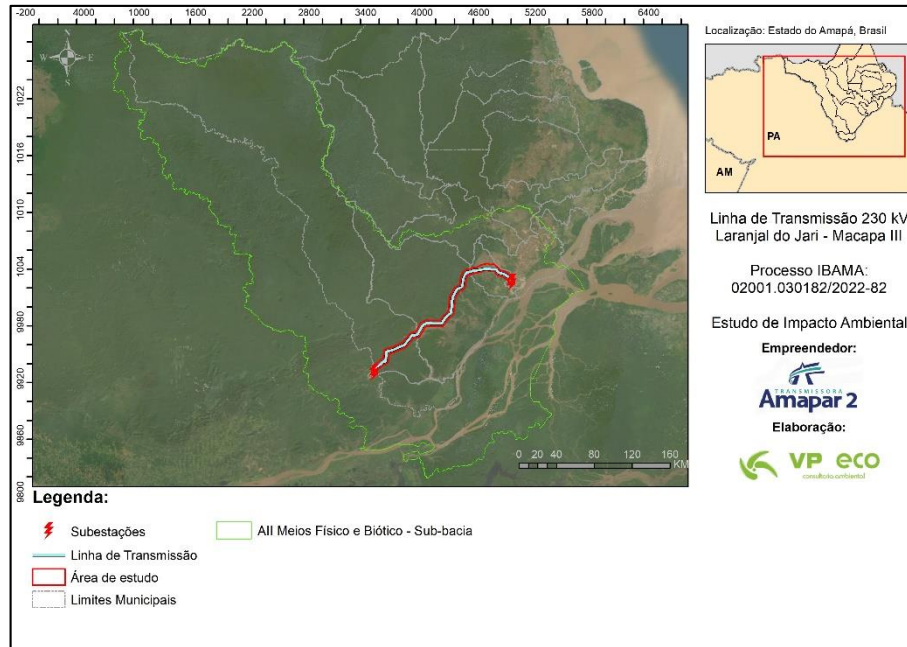 -200 400 1000 1600 2200 2800 3400 4000 4600 5200 5800 6400
1022
1016
1010
1004
9980
9920
9860
9800
N
W E
S
0 20 40 80 120 160
KM
Legenda:
Subestações
Linha de Transmissão
Área de estudo
Limites Municipais
AII Meios Físico e Biótico - Sub-bacia
Localização: Estado do Amapá, Brasil
PA
AM
Linha de Transmissão 230 kV
Laranjal do Jari - Macapa III
Processo IBAMA:
02001.030182/2022-82
Estudo de Impacto Ambiental
Empreendedor:
TRANSMISSORA
Amapar 2
Elaboração:
VP eco
consultoria ambiental